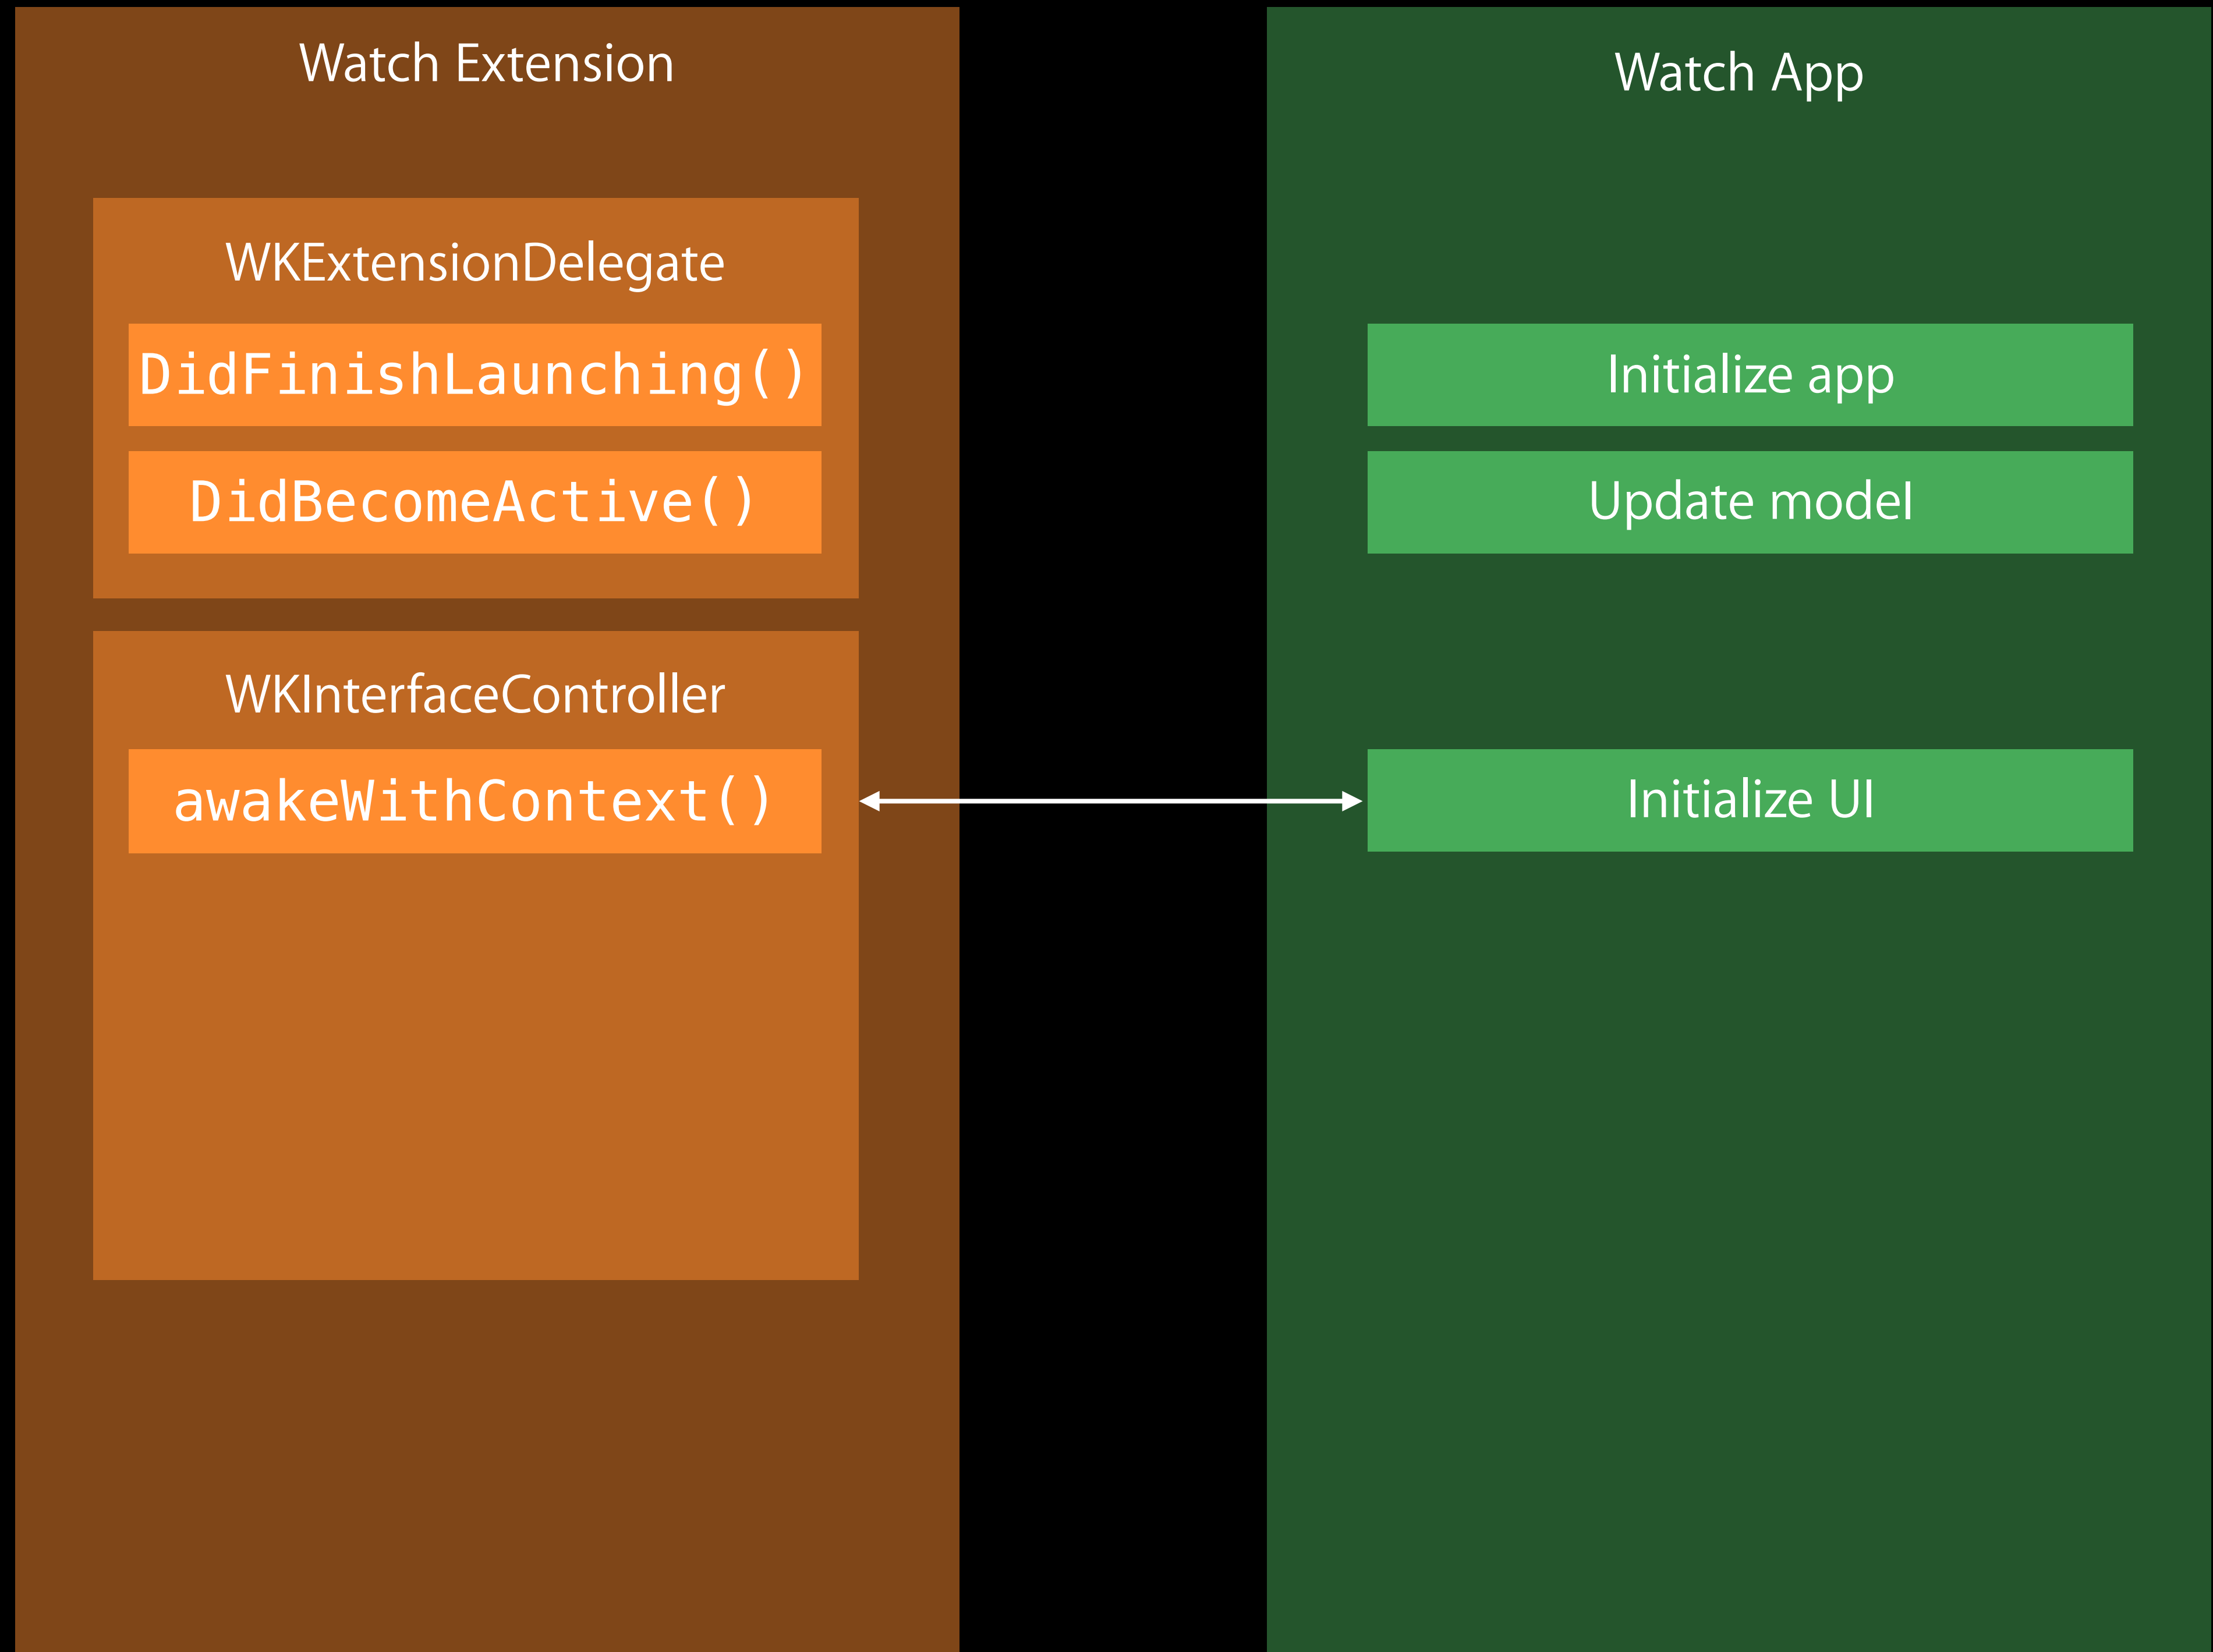 Watch Extension
WKExtensionDelegate
DidFinishLaunching()
DidBecomeActive()
WKInterfaceController
awakeWithContext()
Watch App
Initialize app
Update model
Initialize UI